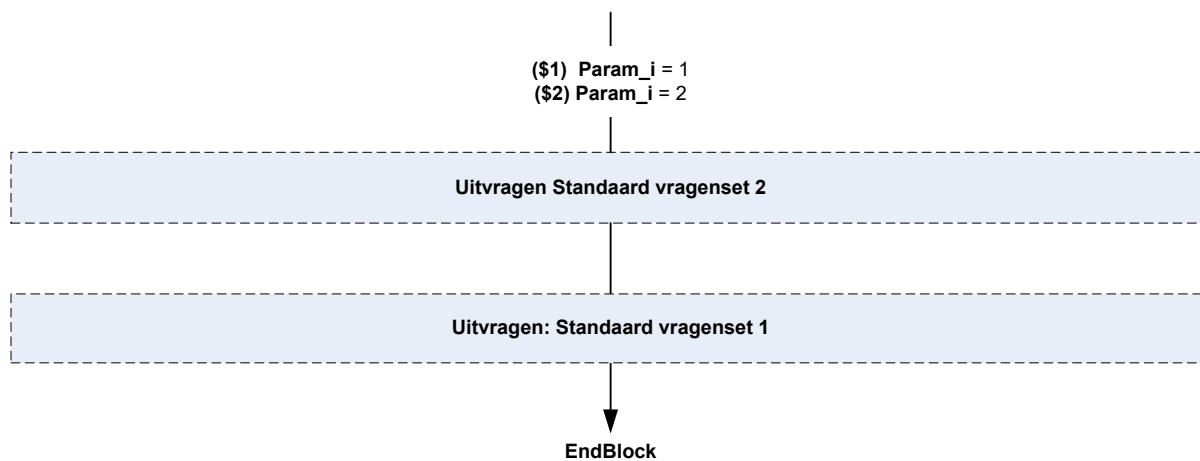 ($1) Param_i = 1
($2) Param_i = 2
Uitvragen Standaard vragenset 2
Uitvragen: Standaard vragenset 1
EndBlock